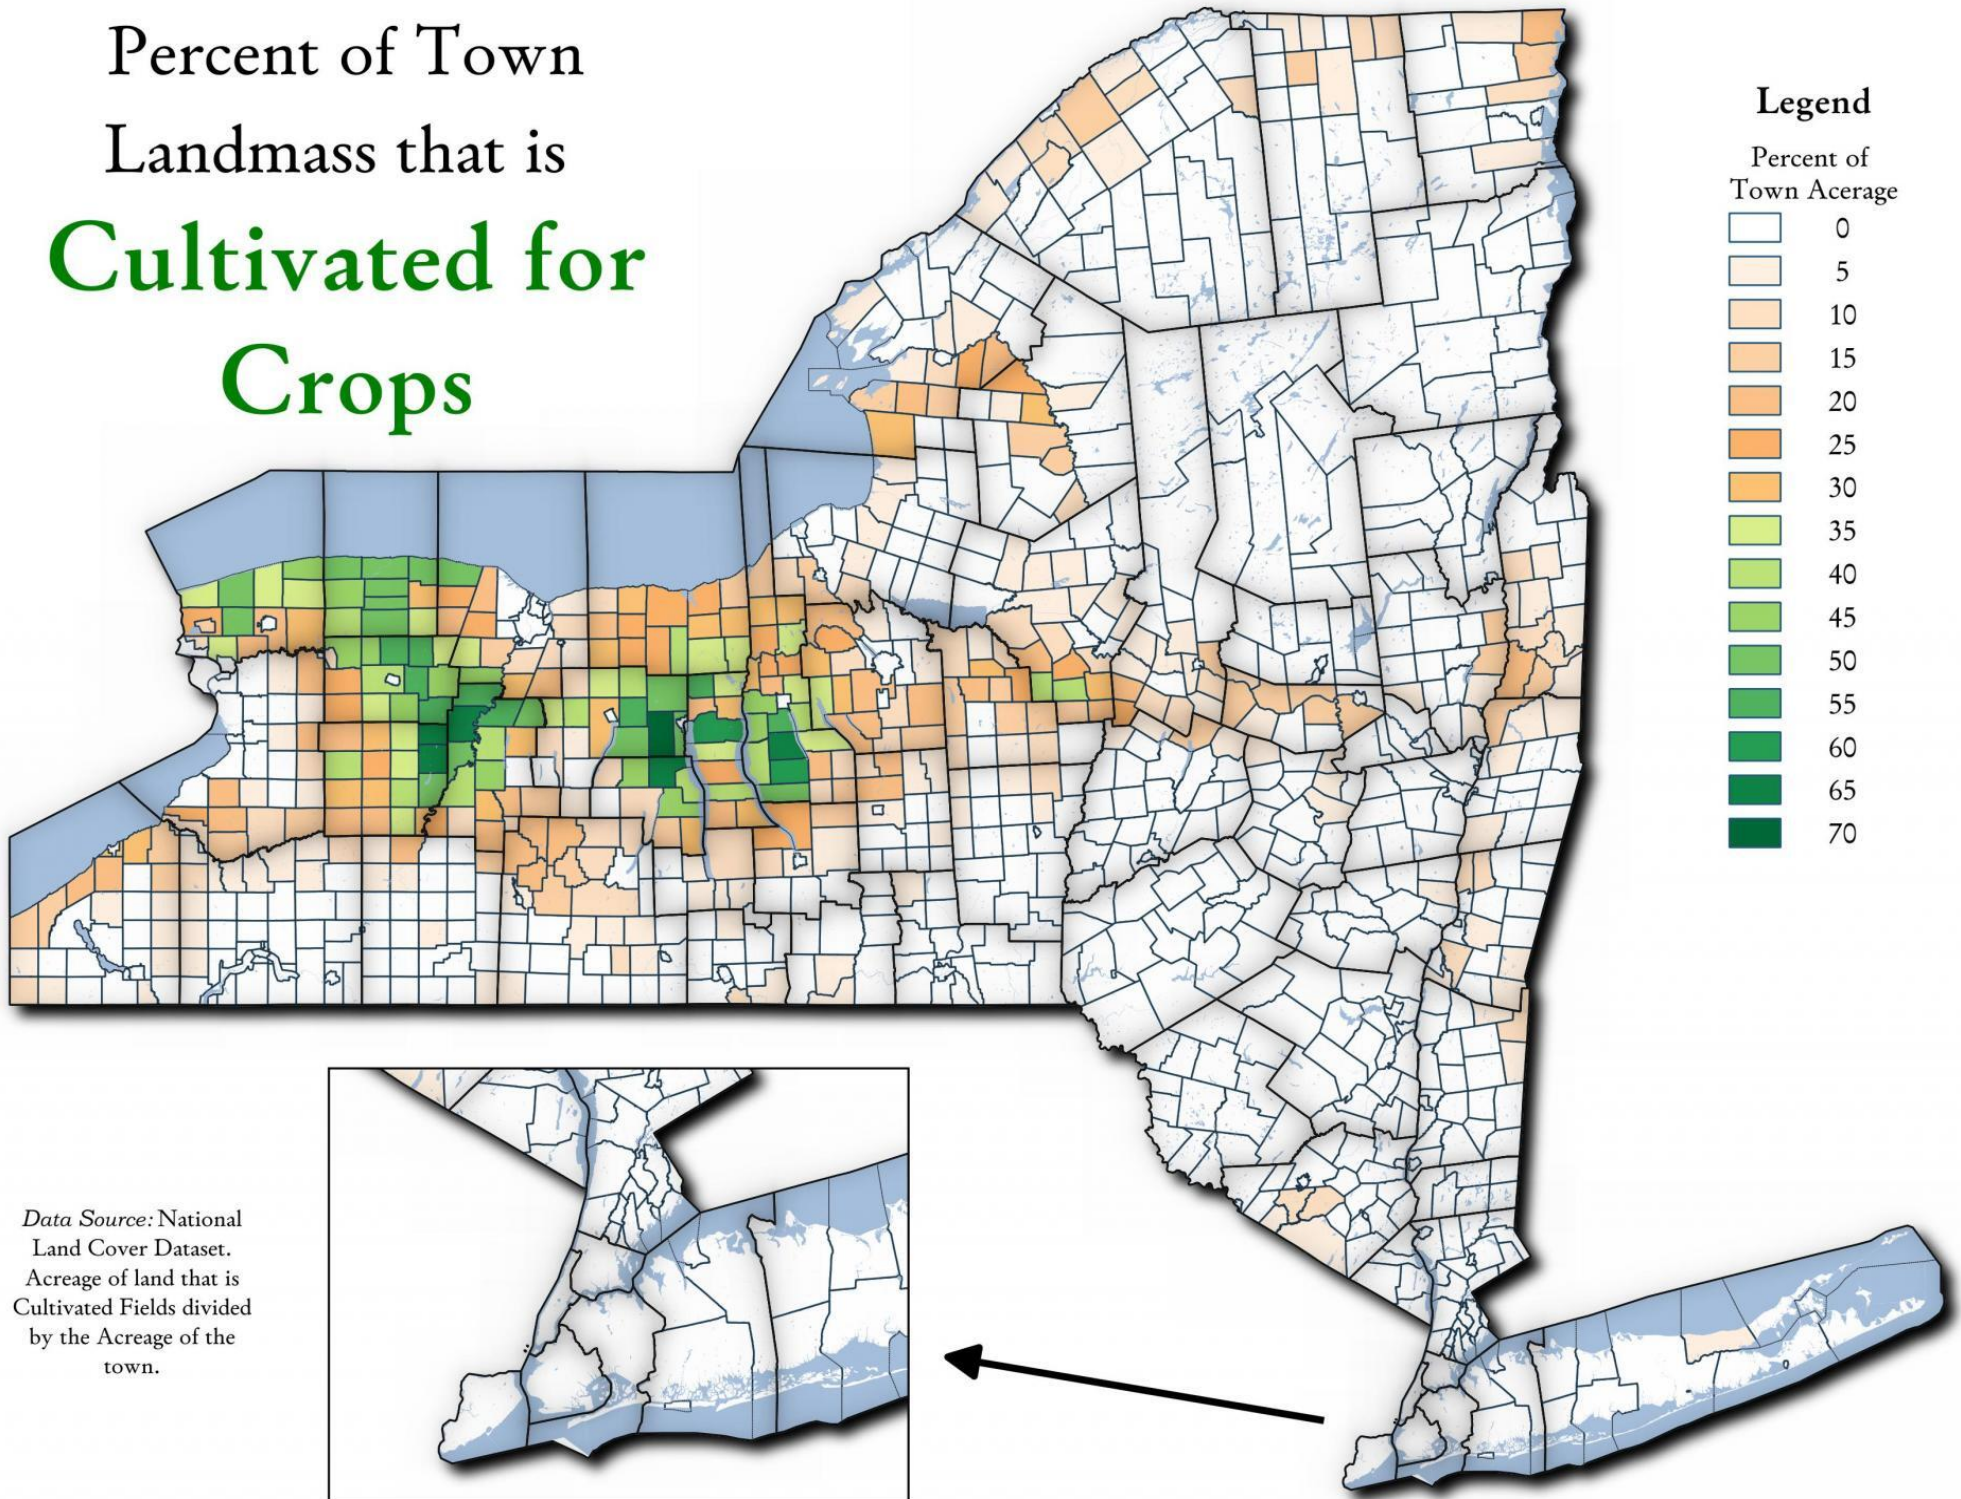 Percent of Town
Landmass that is
Cultivated for
Crops
Legend
Percent of
Town Acerage
0
5
10
15
20
25
30
35
40
45
50
55
60
65
70
Data Source: National
Land Cover Dataset.
Acreage of land that is
Cultivated Fields divided
by the Acreage of the
town.